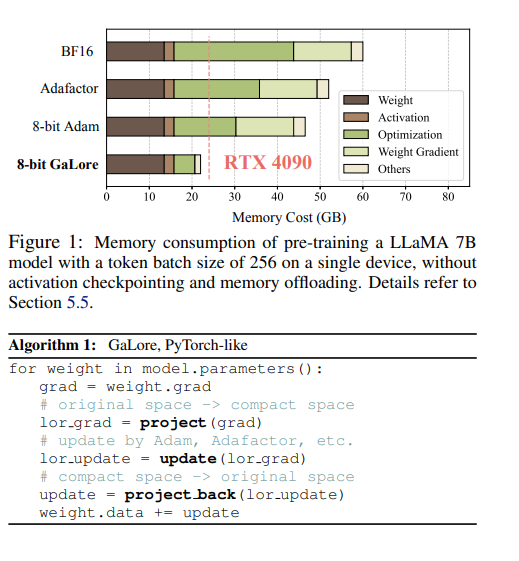 BF16
Adafactor
8-bit Adam
8-bit GaLore
RTX 4090
Weight
Activation
Optimization
Weight Gradient
Others
0 10 20 30 40 50 60 70 80
Memory Cost (GB)
Figure 1: Memory consumption of pre-training a LLaMA 7B
model with a token batch size of 256 on a single device, without
activation checkpointing and memory offloading. Details refer to
Section 5.5.
Algorithm 1: GaLore, PyTorch-like
for weight in model.parameters():
grad = weight.grad
# original space -> compact space
lor_grad = project(grad)
# update by Adam, Adafactor, etc.
lor_update = update(lor_grad)
# compact space -> original space
update = project_back(lor_update)
weight.data += update